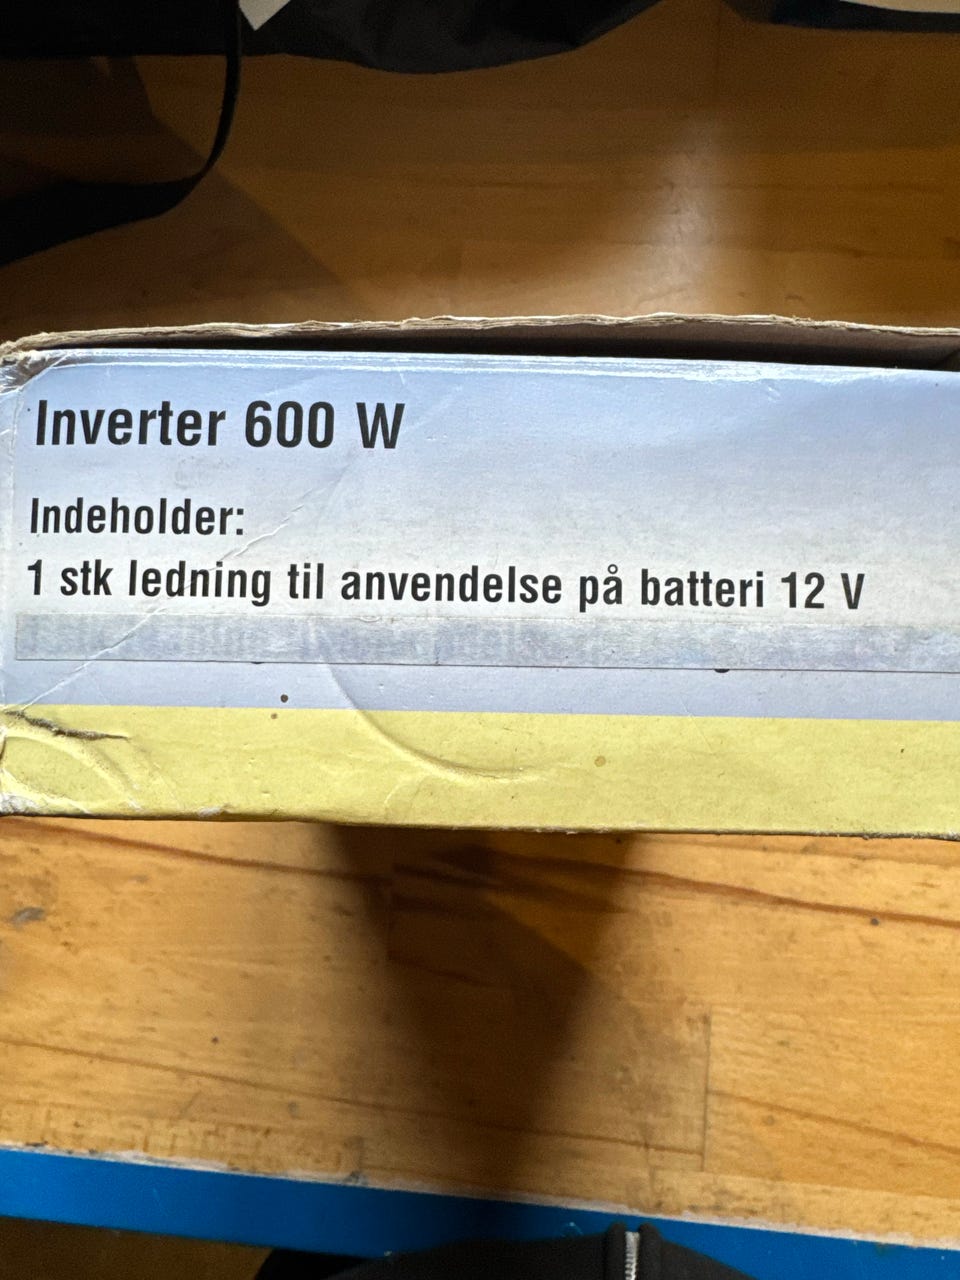 Inverter 600 W
Indeholder:
1 stk ledning til anvendelse på batteri 12 V